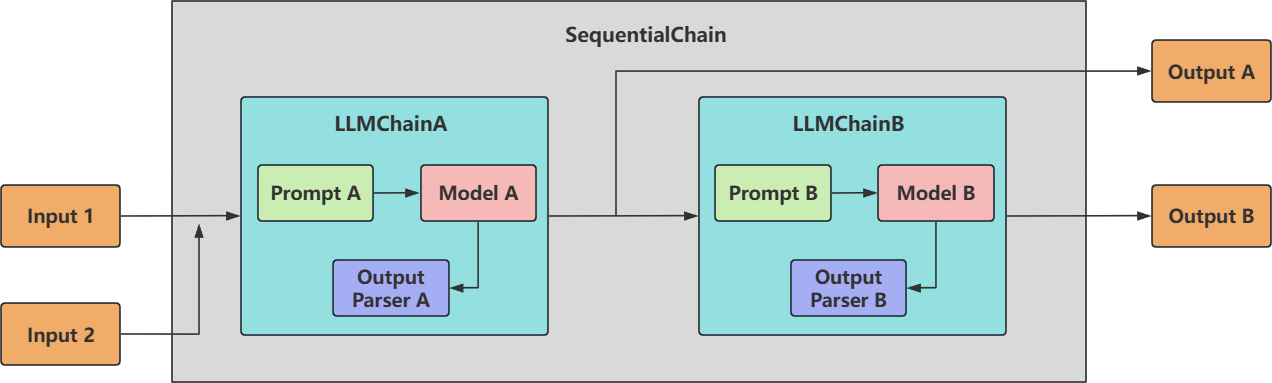 SequentialChain
Output A
LLMChainA
LLMChainB
Prompt A
Model A
Prompt B
Model B
Input 1
Output B
Output
Parser A
Output
Parser B
Input 2